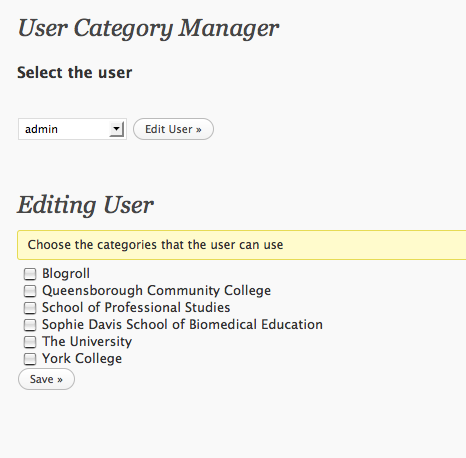 User Category Manager
Select the user
admin Edit User »
Editing User
Choose the categories that the user can use
Blogroll
Queensborough Community College
School of Professional Studies
Sophie Davis School of Biomedical Education
The University
York College
Save »